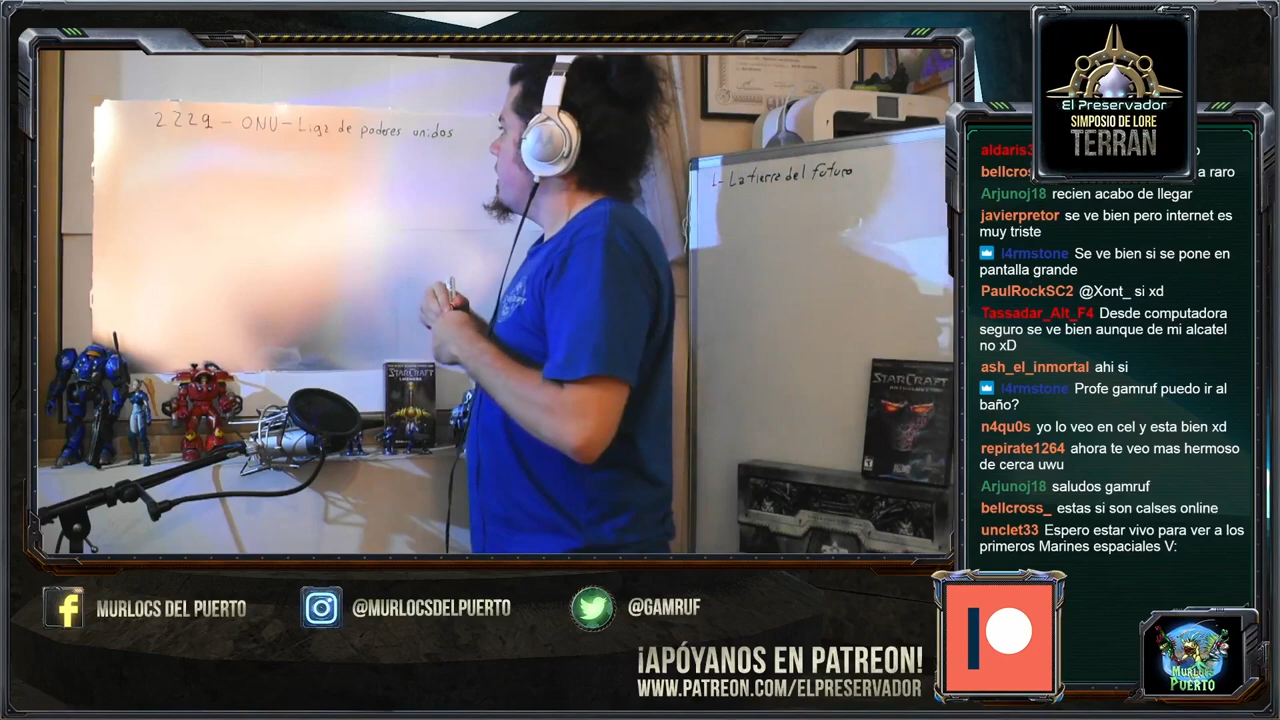 2229 - ONU - Liga de poderes unidos
1- La tierra del futuro
STARCRAFT
STARCRAFT
El Preservador
SIMPOSIO DE LORE
TERRAN
aldaris
bellcros a raro
Arjunoj18 recien acabo de llegar
javierpretor se ve bien pero internet es
muy triste
l4rmstone Se ve bien si se pone en
pantalla grande
PaulRockSC2 @Xont_ si xd
Tassadar_Alt_F4 Desde computadora
seguro se ve bien aunque de mi alcatel
no xD
ash_el_inmortal ahi si
l4rmstone Profe gamruf puedo ir al
baño?
n4qu0s yo lo veo en cel y esta bien xd
repirate1264 ahora te veo mas hermoso
de cerca uwu
Arjunoj18 saludos gamruf
bellcross_ estas si son calses online
unclet33 Espero estar vivo para ver a los
primeros Marines espaciales V:
MURLOCS DEL PUERTO
@MURLOCSDELPUERTO
@GAMRUF
¡APÓYANOS EN PATREON!
WWW.PATREON.COM/ELPRESERVADOR
PUERTO